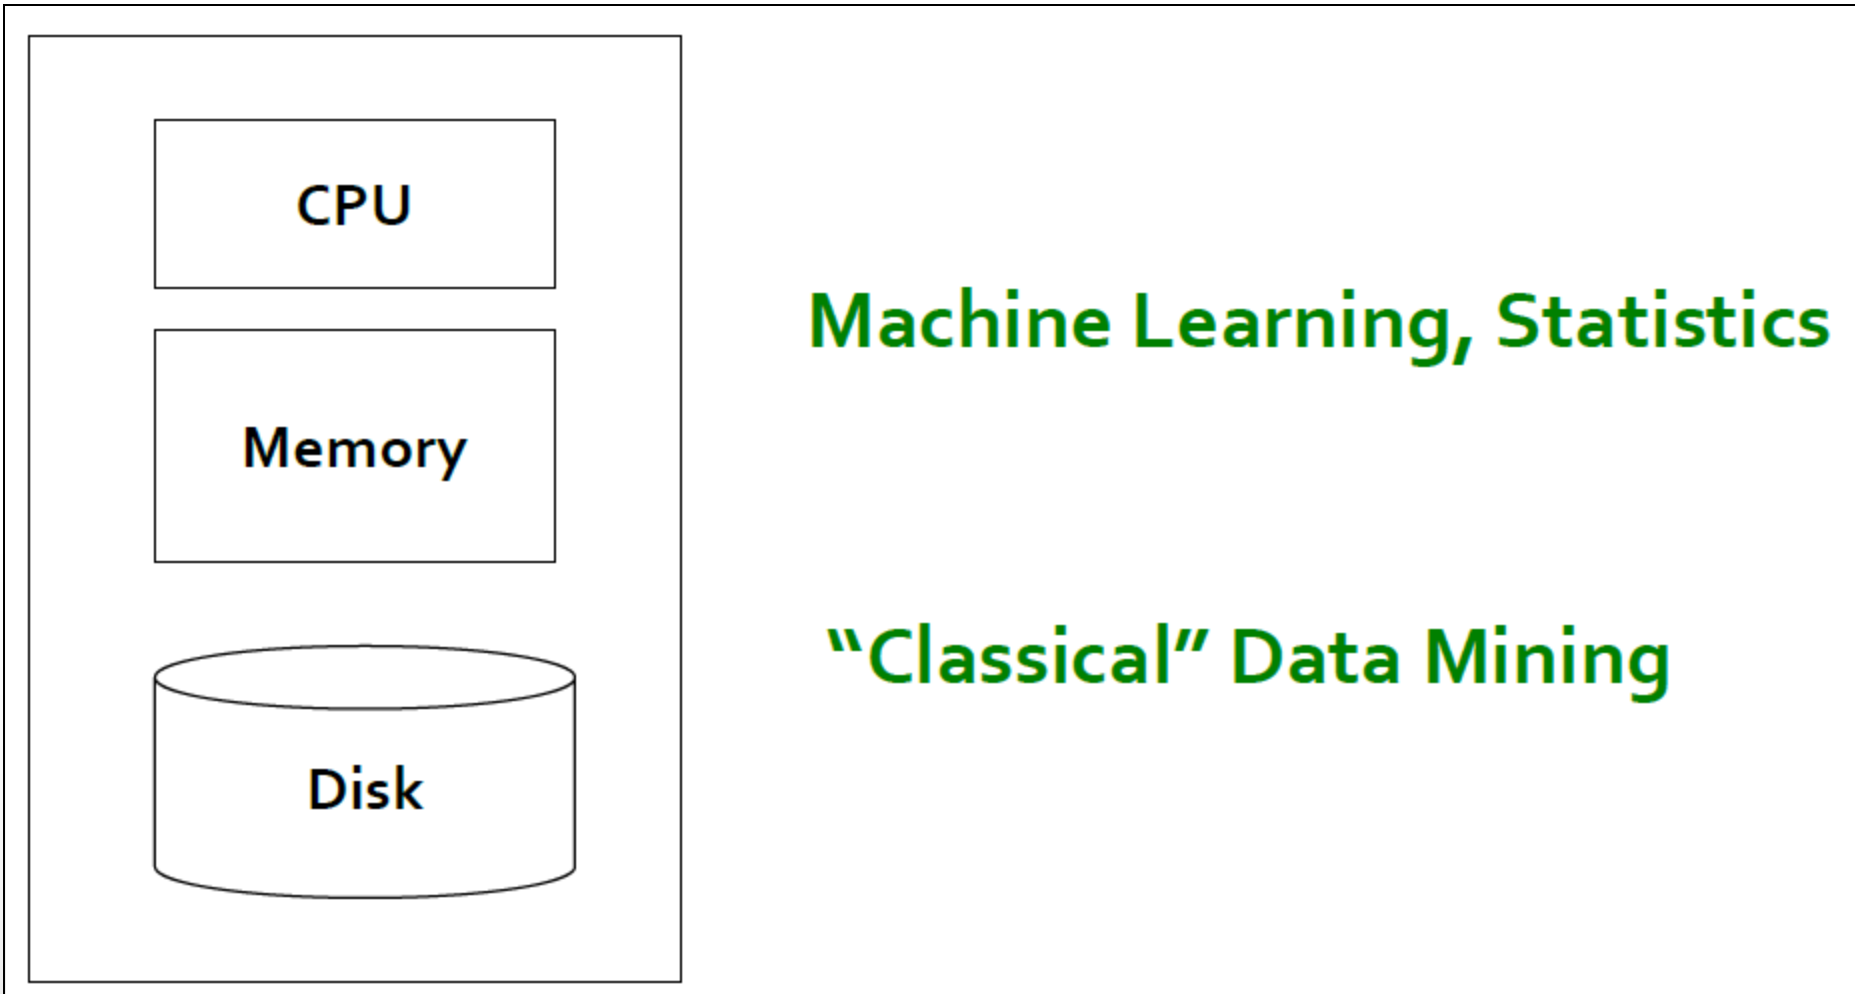 CPU
Machine Learning, Statistics
Memory
“Classical” Data Mining
Disk